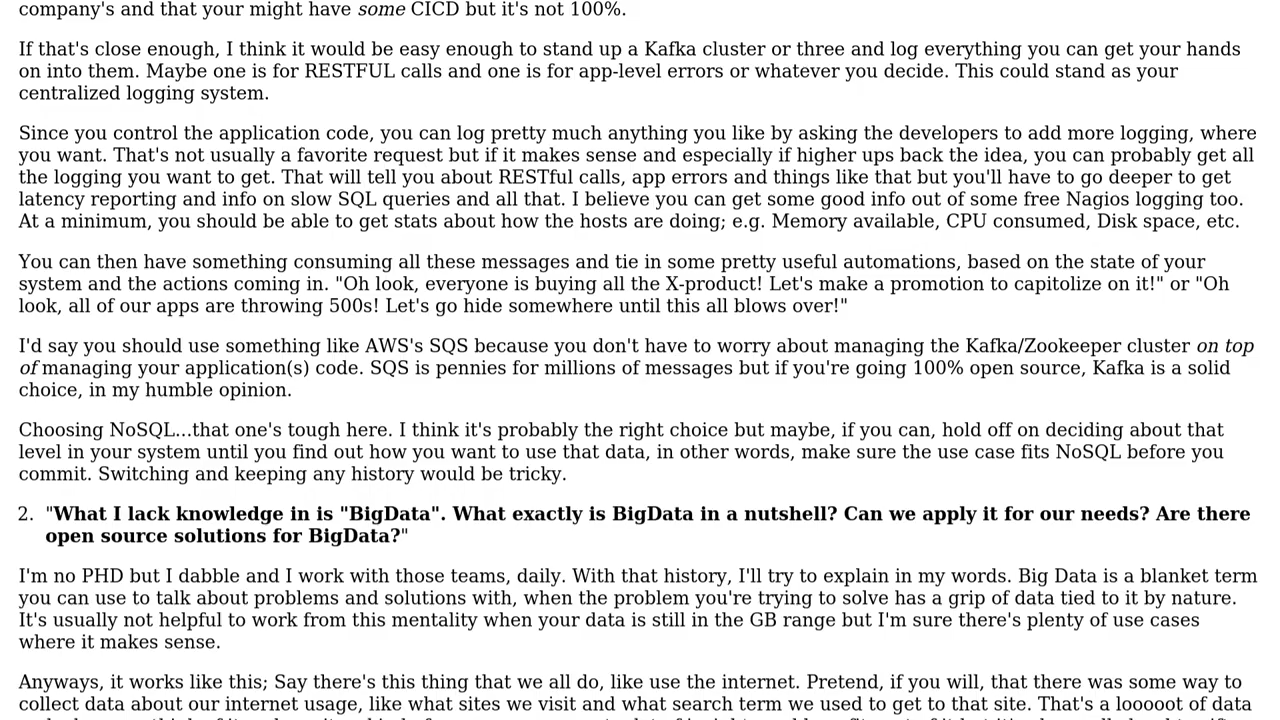 company's and that your might have some CICD but it's not 100%.
If that's close enough, I think it would be easy enough to stand up a Kafka cluster or three and log everything you can get your hands
on into them. Maybe one is for RESTFUL calls and one is for app-level errors or whatever you decide. This could stand as your
centralized logging system.
Since you control the application code, you can log pretty much anything you like by asking the developers to add more logging, where
you want. That's not usually a favorite request but if it makes sense and especially if higher ups back the idea, you can probably get all
the logging you want to get. That will tell you about RESTful calls, app errors and things like that but you'll have to go deeper to get
latency reporting and info on slow SQL queries and all that. I believe you can get some good info out of some free Nagios logging too.
At a minimum, you should be able to get stats about how the hosts are doing; e.g. Memory available, CPU consumed, Disk space, etc.
You can then have something consuming all these messages and tie in some pretty useful automations, based on the state of your
system and the actions coming in. "Oh look, everyone is buying all the X-product! Let's make a promotion to capitolize on it!" or "Oh
look, all of our apps are throwing 500s! Let's go hide somewhere until this all blows over!"
I'd say you should use something like AWS's SQS because you don't have to worry about managing the Kafka/Zookeeper cluster on top
of managing your application(s) code. SQS is pennies for millions of messages but if you're going 100% open source, Kafka is a solid
choice, in my humble opinion.
Choosing NoSQL...that one's tough here. I think it's probably the right choice but maybe, if you can, hold off on deciding about that
level in your system until you find out how you want to use that data, in other words, make sure the use case fits NoSQL before you
commit. Switching and keeping any history would be tricky.
2. "What I lack knowledge in is "BigData". What exactly is BigData in a nutshell? Can we apply it for our needs? Are there
open source solutions for BigData?"
I'm no PHD but I dabble and I work with those teams, daily. With that history, I'll try to explain in my words. Big Data is a blanket term
you can use to talk about problems and solutions with, when the problem you're trying to solve has a grip of data tied to it by nature.
It's usually not helpful to work from this mentality when your data is still in the GB range but I'm sure there's plenty of use cases
where it makes sense.
Anyways, it works like this; Say there's this thing that we all do, like use the internet. Pretend, if you will, that there was some way to
collect data about our internet usage, like what sites we visit and what search term we used to get to that site. That's a looooot of data